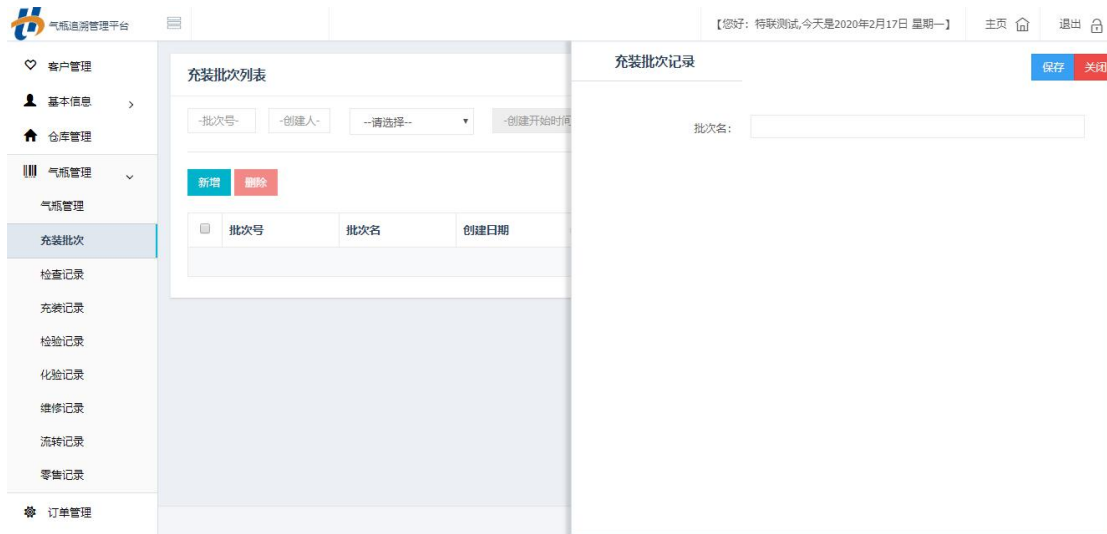 气瓶追溯管理平台
【您好：特联测试,今天是2020年2月17日 星期一】
主页
退出
客户管理
基本信息
仓库管理
气瓶管理
气瓶管理
充装批次
检查记录
充装记录
检验记录
化验记录
维修记录
流转记录
零售记录
订单管理
充装批次列表
-批次号-
-创建人-
--请选择--
-创建开始时间
新增
删除
批次号
批次名
创建日期
充装批次记录
保存
关闭
批次名：